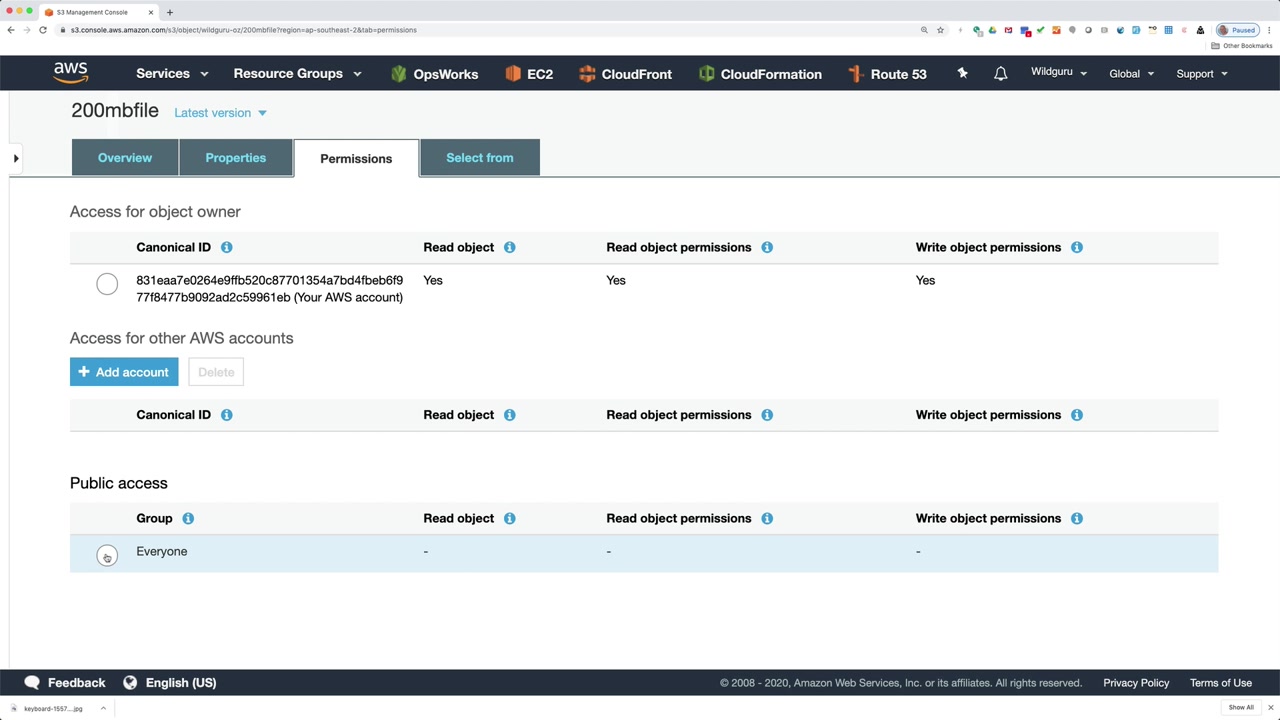 S3 Management Console
s3.console.aws.amazon.com/s3/object/wildguru-oz/200mbfile?region=ap-southeast-2&tab=permissions
Paused
Other Bookmarks
aws
Services
Resource Groups
OpsWorks
EC2
CloudFront
CloudFormation
Route 53
Wildguru
Global
Support
200mbfile
Latest version
Overview
Properties
Permissions
Select from
Access for object owner
Canonical ID
Read object
Read object permissions
Write object permissions
831eaa7e0264e9ffb520c87701354a7bd4fbeb6f9
77f8477b9092ad2c59961eb (Your AWS account)
Yes
Yes
Yes
Access for other AWS accounts
+ Add account
Delete
Canonical ID
Read object
Read object permissions
Write object permissions
Public access
Group
Read object
Read object permissions
Write object permissions
Everyone
-
-
-
Feedback
English (US)
© 2008 - 2020, Amazon Web Services, Inc. or its affiliates. All rights reserved.
Privacy Policy
Terms of Use
keyboard-1557....jpg
Show All